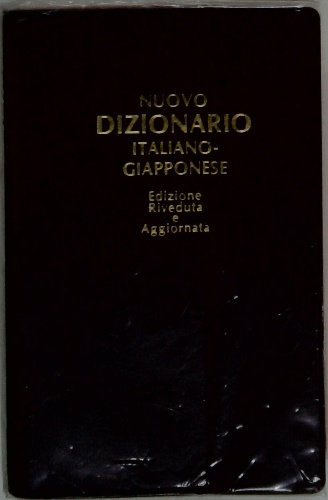 NUOVO
DIZIONARIO
ITALIANO-
GIAPPONESE
Edizione
Riveduta
e
Aggiornata